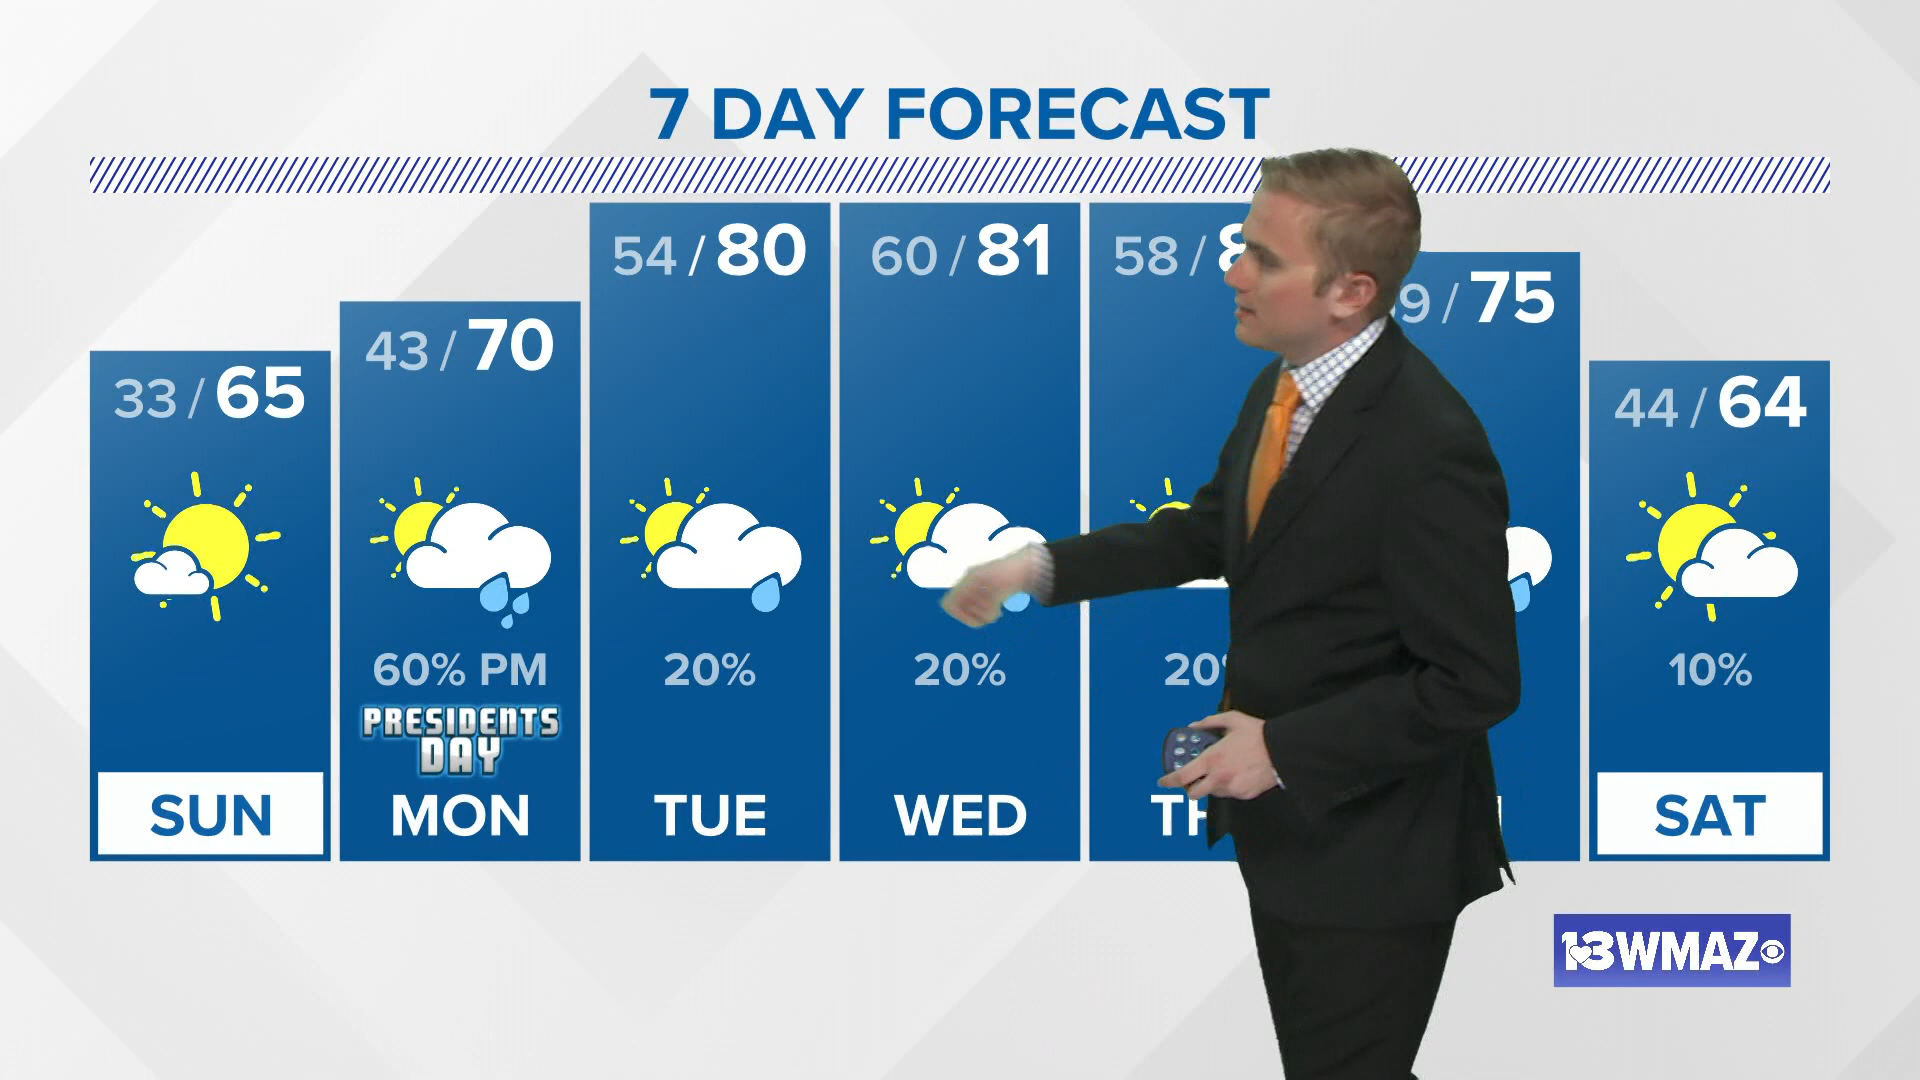 7 DAY FORECAST
33 / 65
43 / 70
54 / 80
60 / 81
58 /
/ 75
44 / 64
60% PM
20%
20%
10%
PRESIDENTS
DAY
SUN
MON
TUE
WED
SAT
13WMAZ